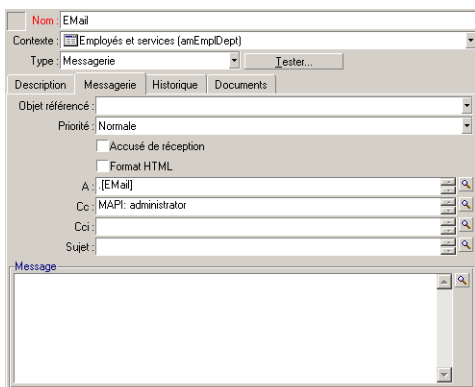 Nom : EMail
Contexte : Employés et services (amEmplDept)
Type : Messagerie Tester...
Description Messagerie Historique Documents
Objet référencé :
Priorité : Normale
Accusé de réception
Format HTML
A : .[EMail]
Cc : MAPI: administrator
Cci :
Sujet :
Message